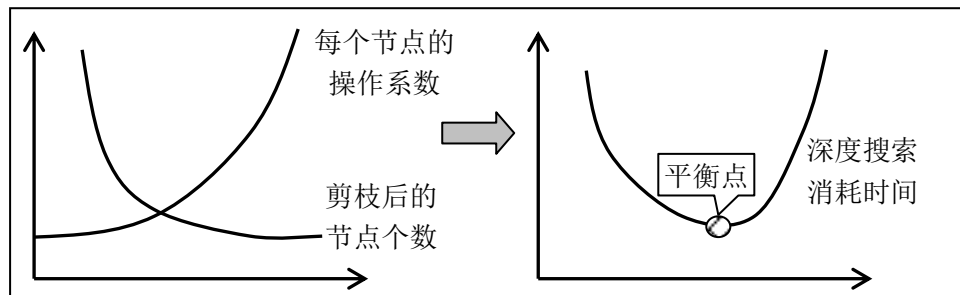 每个节点的
操作系数
剪枝后的
节点个数
平衡点
深度搜索
消耗时间